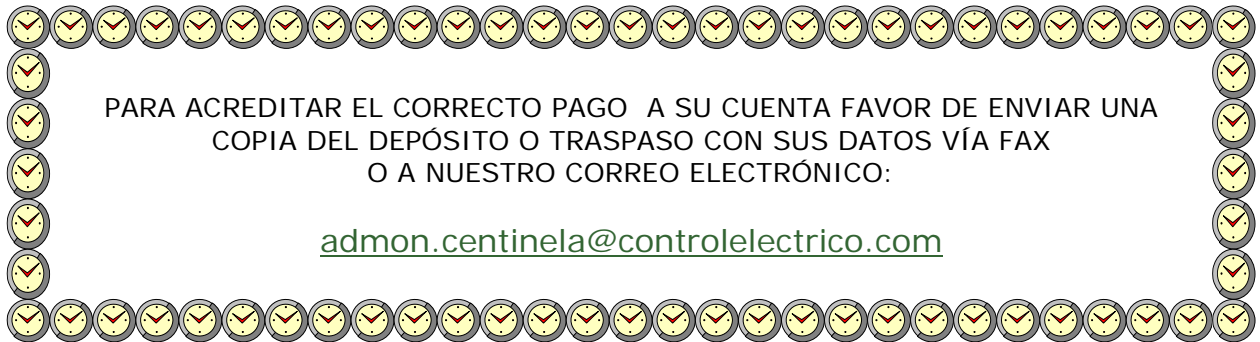 PARA ACREDITAR EL CORRECTO PAGO  A SU CUENTA FAVOR DE ENVIAR UNA
COPIA DEL DEPÓSITO O TRASPASO CON SUS DATOS VÍA FAX
O A NUESTRO CORREO ELECTRÓNICO:
admon.centinela@controlelectrico.com